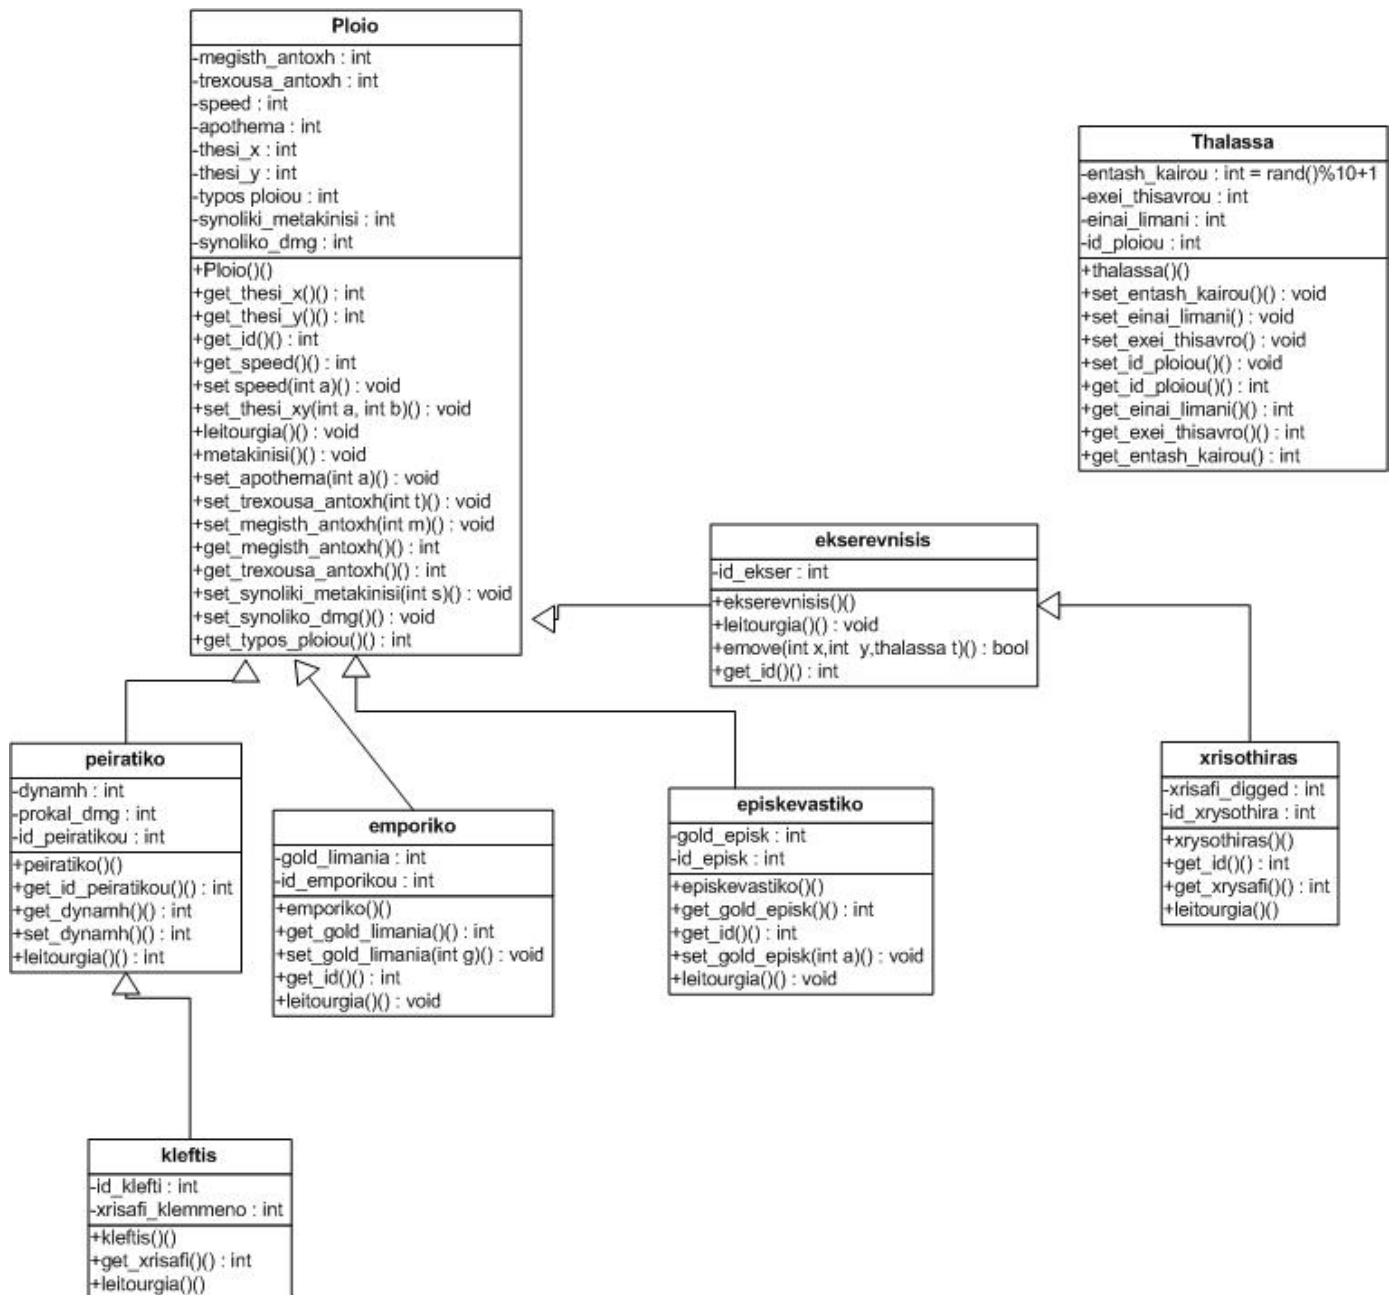 Ploio
-megisth_antoxh : int
-trexousa_antoxh : int
-speed : int
-apothema : int
-thesi_x : int
-thesi_y : int
-typos ploiou : int
-synoliki_metakinisi : int
-synoliko_dmg : int
+Ploio()()
+get_thesi_x()() : int
+get_thesi_y()() : int
+get_id()() : int
+get_speed()() : int
+set speed(int a)() : void
+set_thesi_xy(int a, int b)() : void
+leitourgia()() : void
+metakinisi()() : void
+set_apothema(int a)() : void
+set_trexousa_antoxh(int t)() : void
+set_megisth_antoxh(int m)() : void
+get_megisth_antoxh()() : int
+get_trexousa_antoxh()() : int
+set_synoliki_metakinisi(int s)() : void
+set_synoliko_dmg()() : void
+get_typos_ploiou()() : int
Thalassa
-entash_kairou : int = rand()%10+1
-exei_thisavrou : int
-einai_limani : int
-id_ploiou : int
+thalassa()()
+set_entash_kairou()() : void
+set_einai_limani() : void
+set_exei_thisavro() : void
+set_id_ploiou()() : void
+get_id_ploiou()() : int
+get_einai_limani()() : int
+get_exei_thisavro()() : int
+get_entash_kairou() : int
ekserevnisis
-id_ekser : int
+ekserevnisis()()
+leitourgia()() : void
+emove(int x,int y,thalassa t)() : bool
+get_id()() : int
peiratiko
-dynamh : int
-prokal_dmg : int
-id_peiratikou : int
+peiratiko()()
+get_id_peiratikou()() : int
+get_dynamh()() : int
+set_dynamh()() : int
+leitourgia()() : int
emporiko
-gold_limania : int
-id_emporikou : int
+emporiko()()
+get_gold_limania()() : int
+set_gold_limania(int g)() : void
+get_id()() : int
+leitourgia()() : void
episkevastiko
-gold_episk : int
-id_episk : int
+episkevastiko()()
+get_gold_episk()() : int
+get_id()() : int
+set_gold_episk(int a)() : void
+leitourgia()() : void
xrisothiras
-xrisafi_digged : int
-id_xrysothira : int
+xrysothiras()()
+get_id()() : int
+get_xrysafi()() : int
+leitourgia()()
kleftis
-id_klefti : int
-xrisafi_klemmeno : int
+kleftis()()
+get_xrisafi()() : int
+leitourgia()()